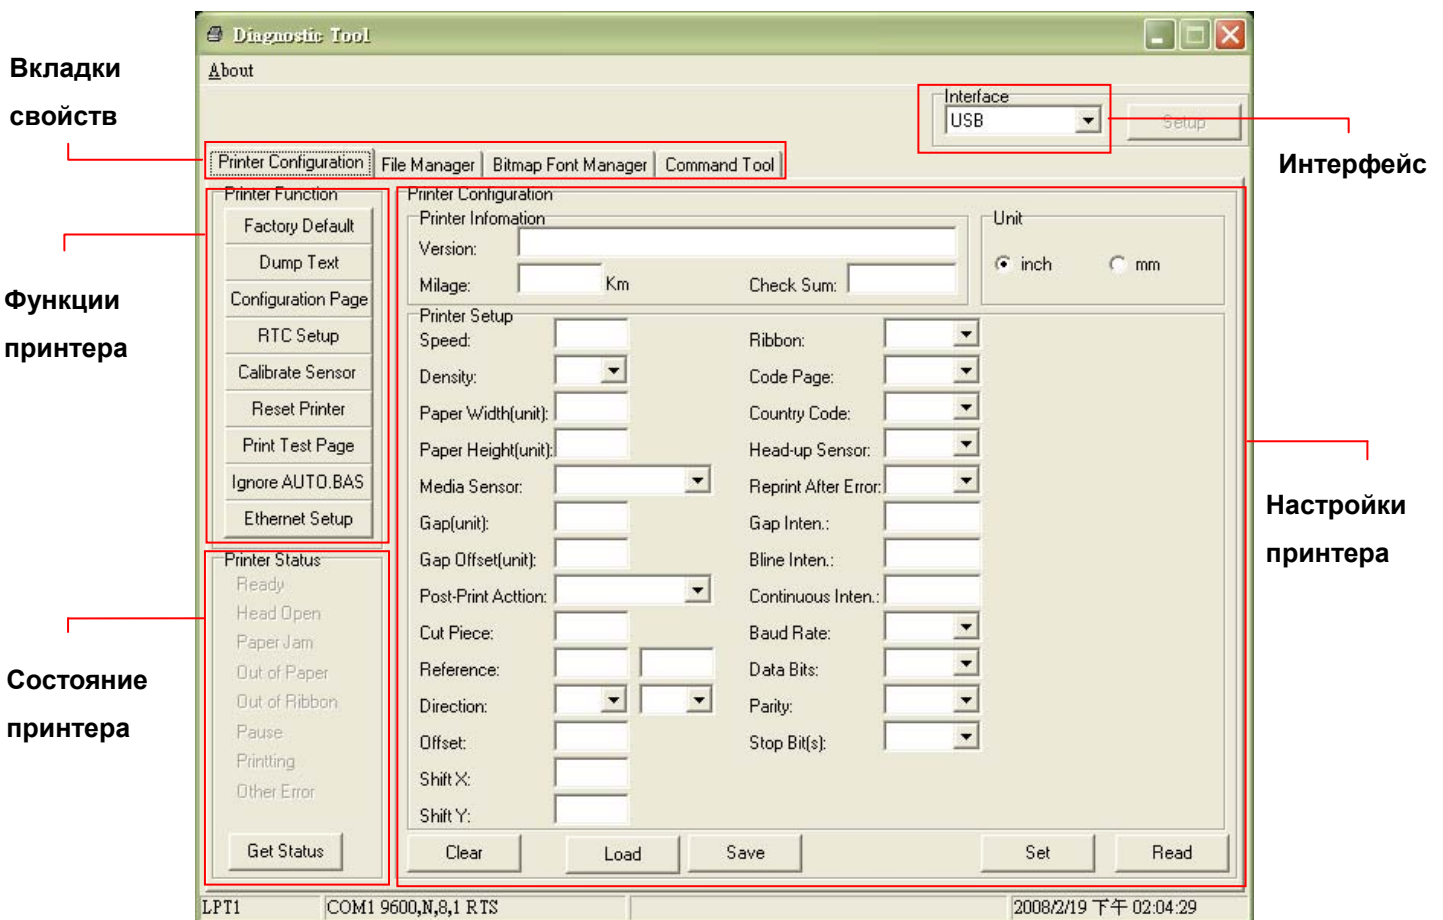 Diagnostic Tool
About
Вкладки
свойств
Interface
USB
Setup
Интерфейс
Printer Configuration
File Manager
Bitmap Font Manager
Command Tool
Printer Function
Factory Default
Dump Text
Configuration Page
RTC Setup
Calibrate Sensor
Reset Printer
Print Test Page
Ignore AUTO.BAS
Ethernet Setup
Функции
принтера
Printer Status
Ready
Head Open
Paper Jam
Out of Paper
Out of Ribbon
Pause
Printting
Other Error
Get Status
Состояние
принтера
Printer Configuration
Printer Infomation
Version:
Milage:
Km
Check Sum:
Unit
inch
mm
Printer Setup
Speed:
Density:
Paper Width(unit):
Paper Height(unit):
Media Sensor:
Gap(unit):
Gap Offset(unit):
Post-Print Acttion:
Cut Piece:
Reference:
Direction:
Offset:
Shift X:
Shift Y:
Ribbon:
Code Page:
Country Code:
Head-up Sensor:
Reprint After Error:
Gap Inten.:
Bline Inten.:
Continuous Inten.:
Baud Rate:
Data Bits:
Parity:
Stop Bit(s):
Настройки
принтера
Clear
Load
Save
Set
Read
LPT1
COM1 9600,N,8,1 RTS
2008/2/19 下午 02:04:29